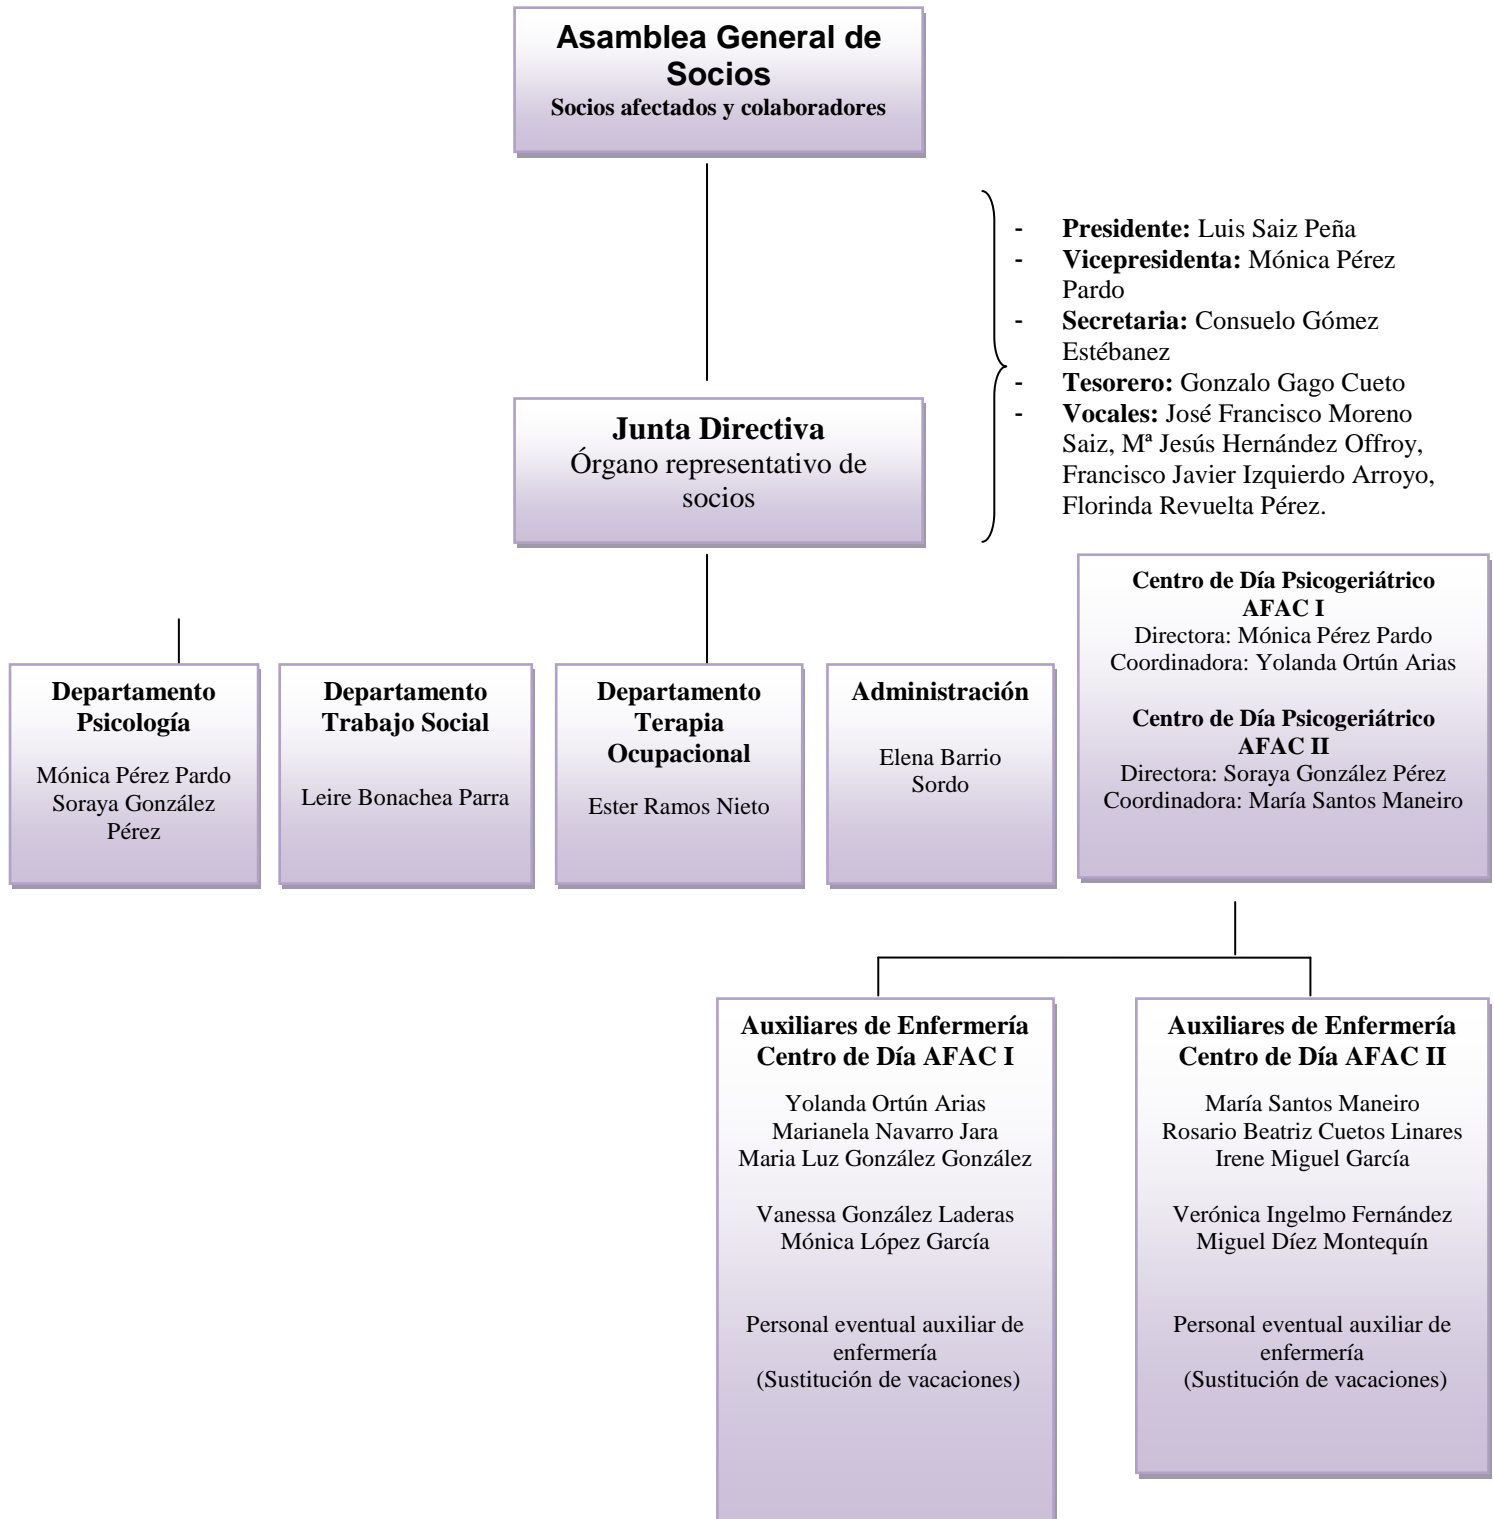 Asamblea General de
Socios
Socios afectados y colaboradores
- Presidente: Luis Saiz Peña
- Vicepresidenta: Mónica Pérez
Pardo
- Secretaria: Consuelo Gómez
Estébanez
- Tesorero: Gonzalo Gago Cueto
- Vocales: José Francisco Moreno
Saiz, Mª Jesús Hernández Offroy,
Francisco Javier Izquierdo Arroyo,
Florinda Revuelta Pérez.
Junta Directiva
Órgano representativo de
socios
Departamento
Psicología
Mónica Pérez Pardo
Soraya González
Pérez
Departamento
Trabajo Social
Leire Bonachea Parra
Departamento
Terapia
Ocupacional
Ester Ramos Nieto
Administración
Elena Barrio
Sordo
Centro de Día Psicogeriátrico
AFAC I
Directora: Mónica Pérez Pardo
Coordinadora: Yolanda Ortún Arias
Centro de Día Psicogeriátrico
AFAC II
Directora: Soraya González Pérez
Coordinadora: María Santos Maneiro
Auxiliares de Enfermería
Centro de Día AFAC I
Yolanda Ortún Arias
Marianela Navarro Jara
Maria Luz González González
Vanessa González Laderas
Mónica López García
Personal eventual auxiliar de
enfermería
(Sustitución de vacaciones)
Auxiliares de Enfermería
Centro de Día AFAC II
María Santos Maneiro
Rosario Beatriz Cuetos Linares
Irene Miguel García
Verónica Ingelmo Fernández
Miguel Díez Montequín
Personal eventual auxiliar de
enfermería
(Sustitución de vacaciones)